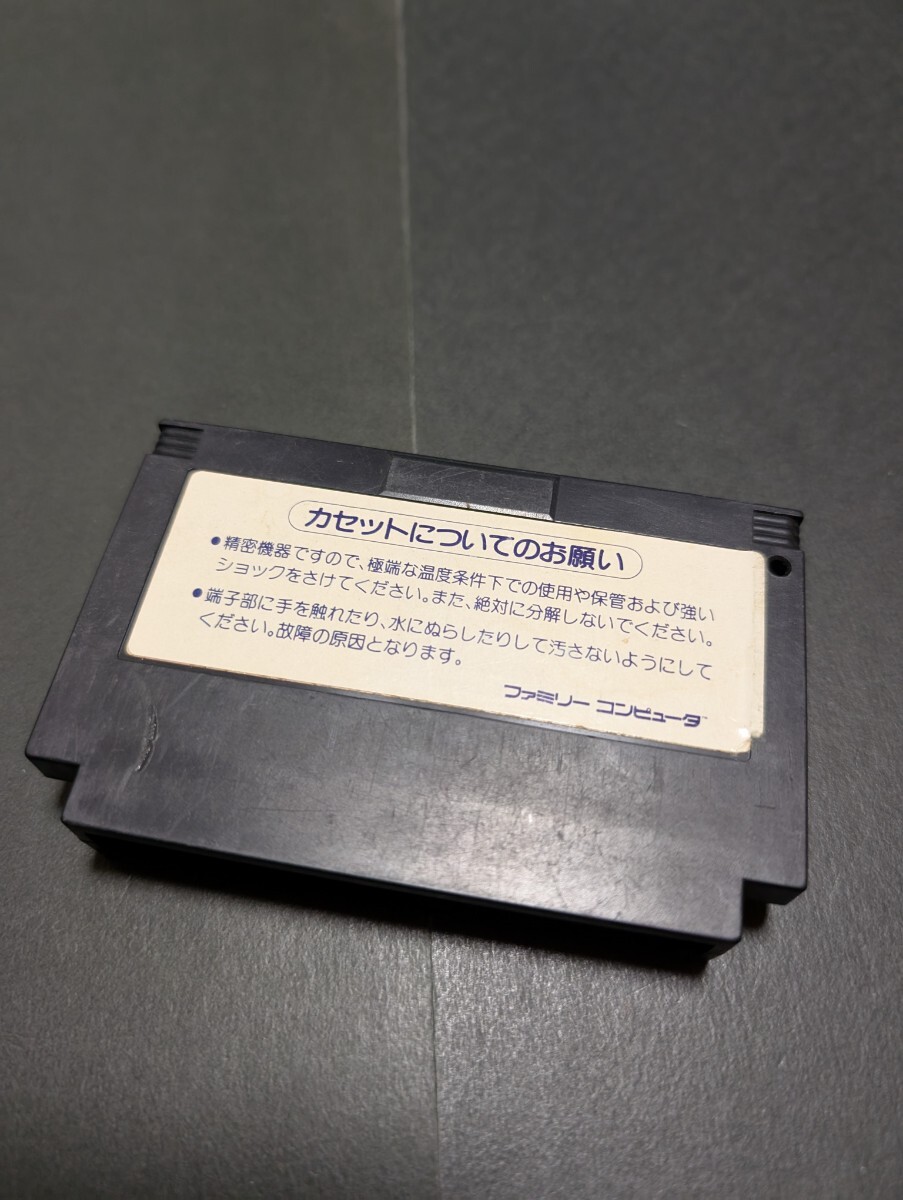 カセットについてのお願い
●精密機器ですので、極端な温度条件下での使用や保管および強い
ショックをさけてください。また、絶対に分解しないでください。
●端子部に手を触れたり、水にぬらしたりして汚さないようにして
ください。故障の原因となります。
ファミリー コンピュータ™